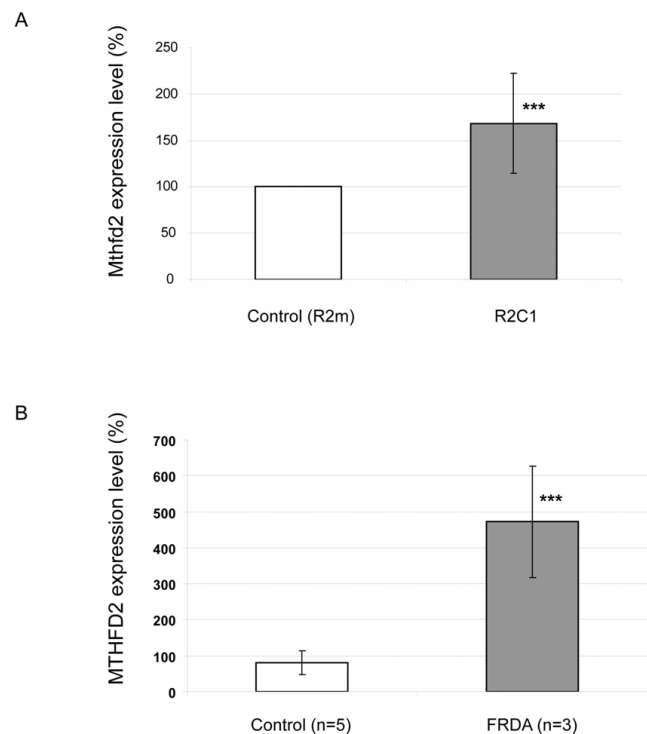 A
Mthfd2 expression level (%)
250
200
150
100
50
0
***
Control (R2m)
R2C1
B
MTHFD2 expression level (%)
700
600
500
400
300
200
100
0
***
Control (n=5)
FRDA (n=3)